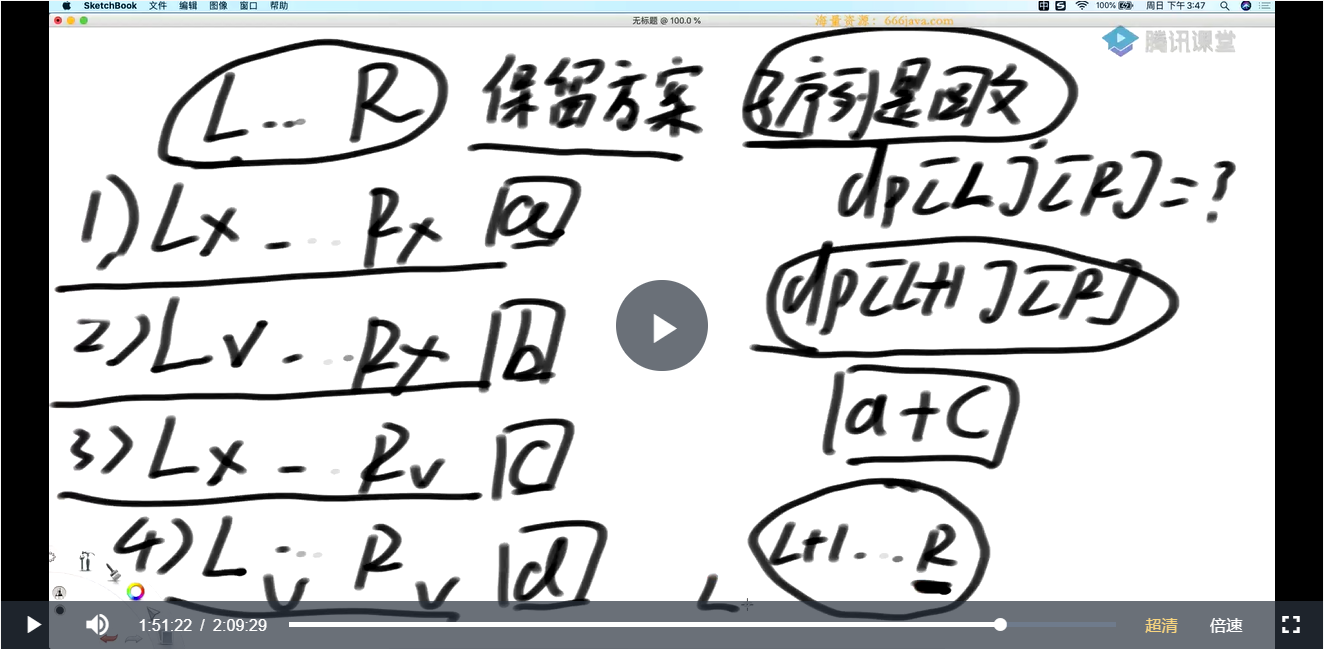 SketchBook 文件 编辑 图像 窗口 帮助 100% 周日 下午 3:47
无标题 @ 100.0 %
海量资源：666java.com
腾讯课堂
L ... R 保留方案 子序列是回文
dp[L][R]=?
1) Lx - ... Rx a
dp[L+1][R]
2) L√ - ... Rx b
a+c
3) Lx - ... R√ c
L+1 ... R
4) L√ ... R√ d
L
1:51:22 / 2:09:29 超清 倍速